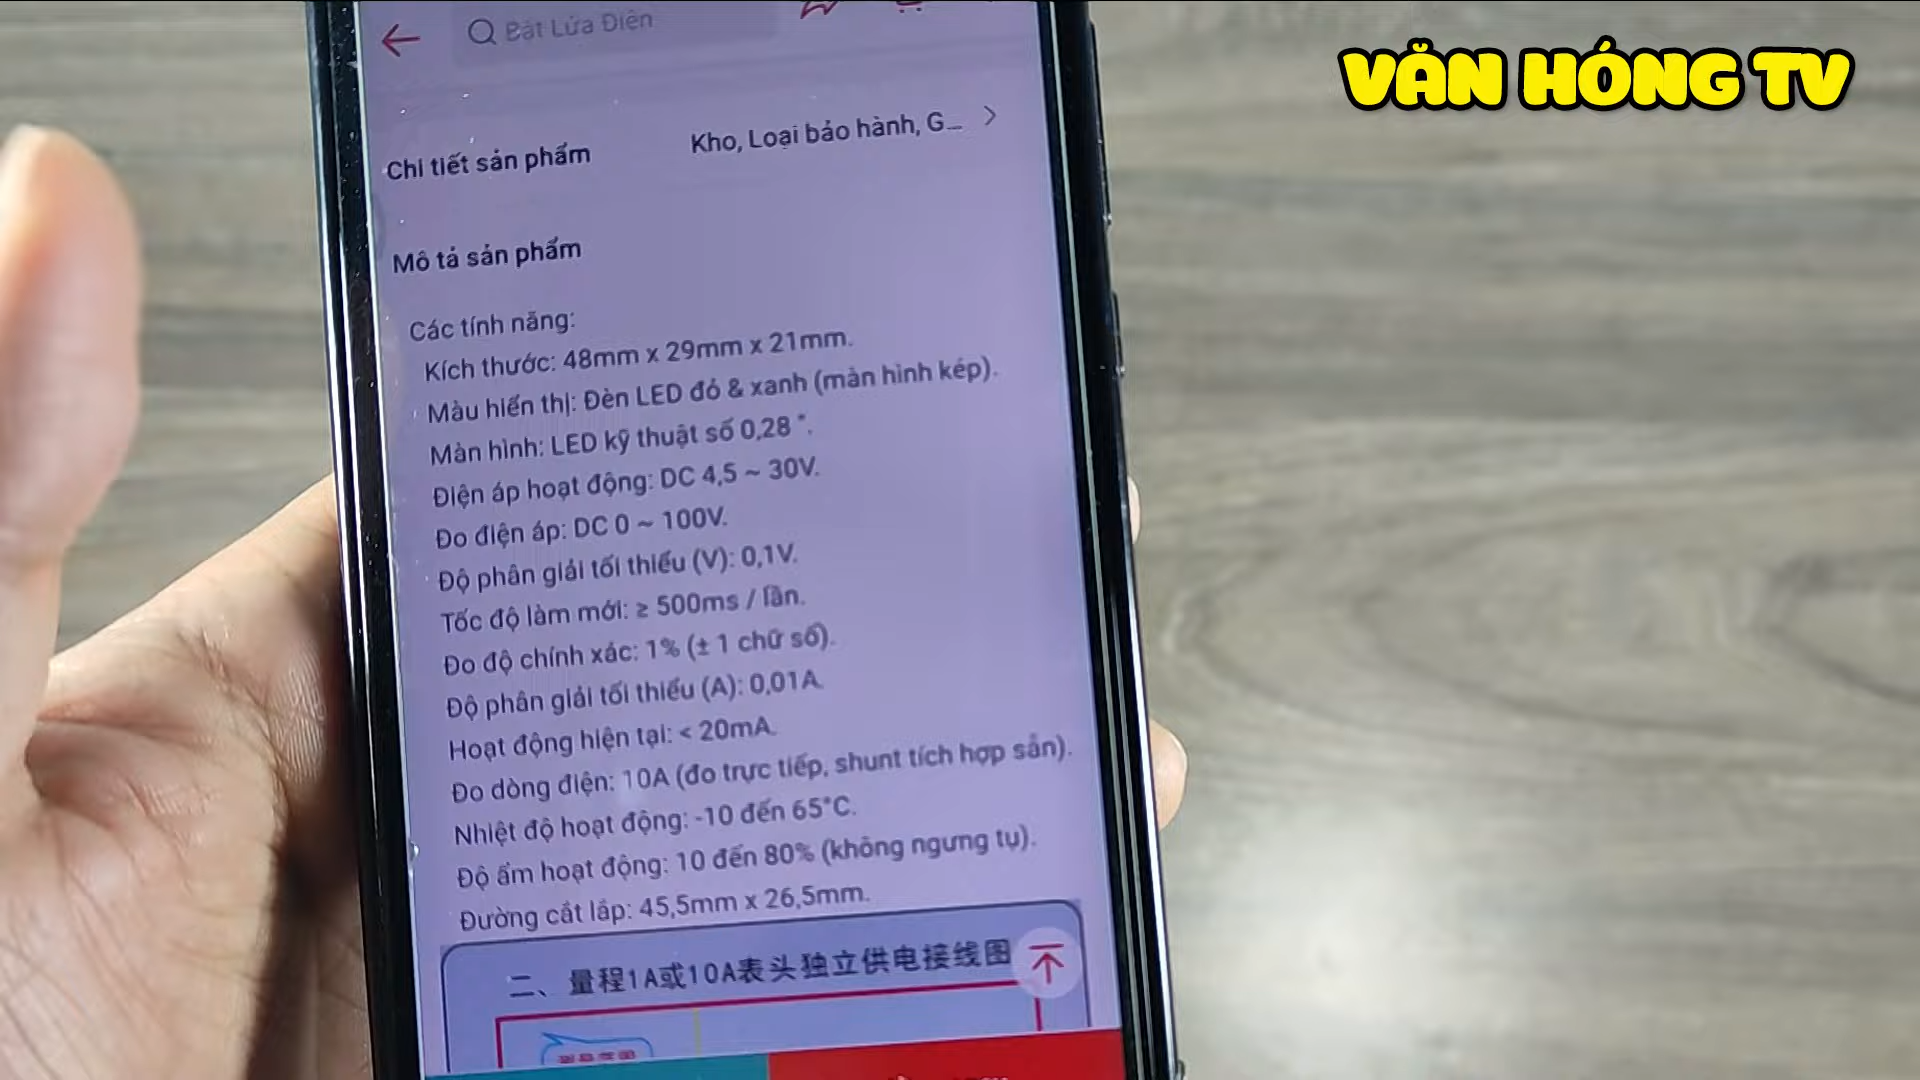 Bật Lửa Điện
VĂN HÓNG TV
Chi tiết sản phẩm
Kho, Loại bảo hành, G...
Mô tả sản phẩm
Các tính năng:
Kích thước: 48mm x 29mm x 21mm.
Màu hiển thị: Đèn LED đỏ & xanh (màn hình kép).
Màn hình: LED kỹ thuật số 0,28 ".
Điện áp hoạt động: DC 4,5 ~ 30V.
Đo điện áp: DC 0 ~ 100V.
Độ phân giải tối thiểu (V): 0,1V.
Tốc độ làm mới: ≥ 500ms / lần.
Đo độ chính xác: 1% (± 1 chữ số).
Độ phân giải tối thiểu (A): 0,01A.
Hoạt động hiện tại: < 20mA.
Đo dòng điện: 10A (đo trực tiếp, shunt tích hợp sẵn).
Nhiệt độ hoạt động: -10 đến 65°C.
Độ ẩm hoạt động: 10 đến 80% (không ngưng tụ).
Đường cắt lắp: 45,5mm x 26,5mm.
二、量程1A或10A表头独立供电接线图